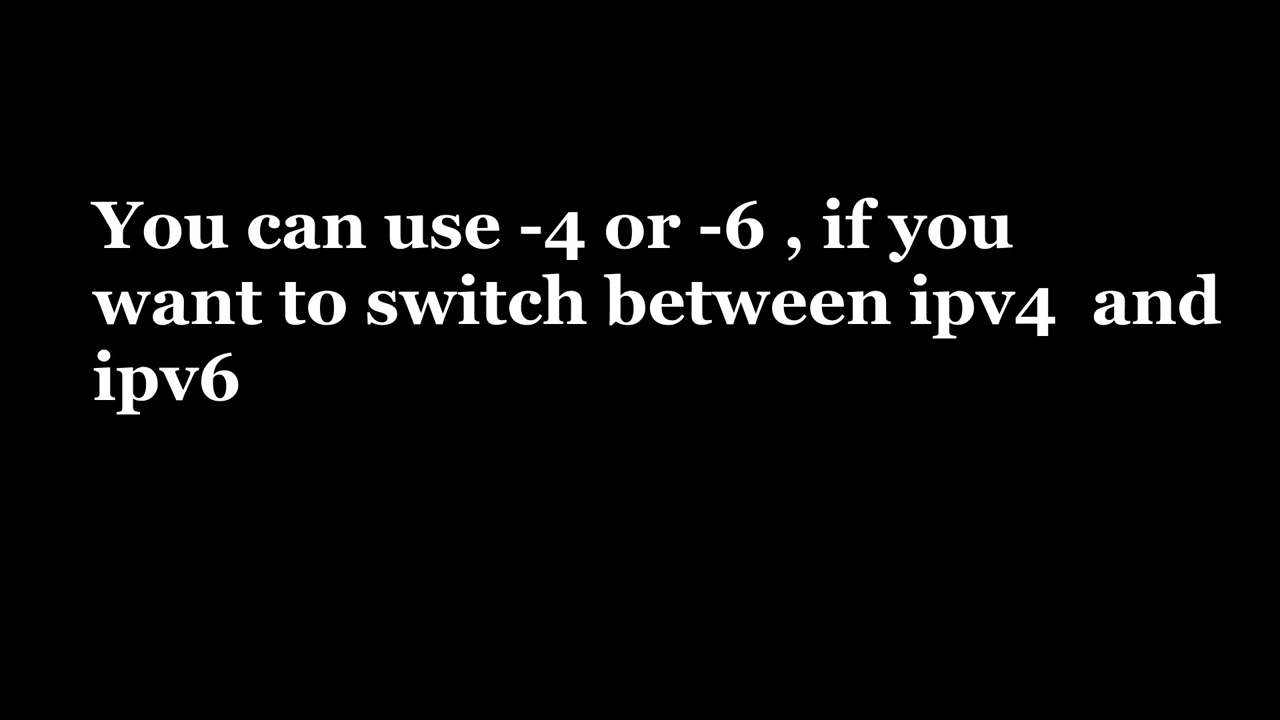 You can use -4 or -6 , if you
want to switch between ipv4  and
ipv6